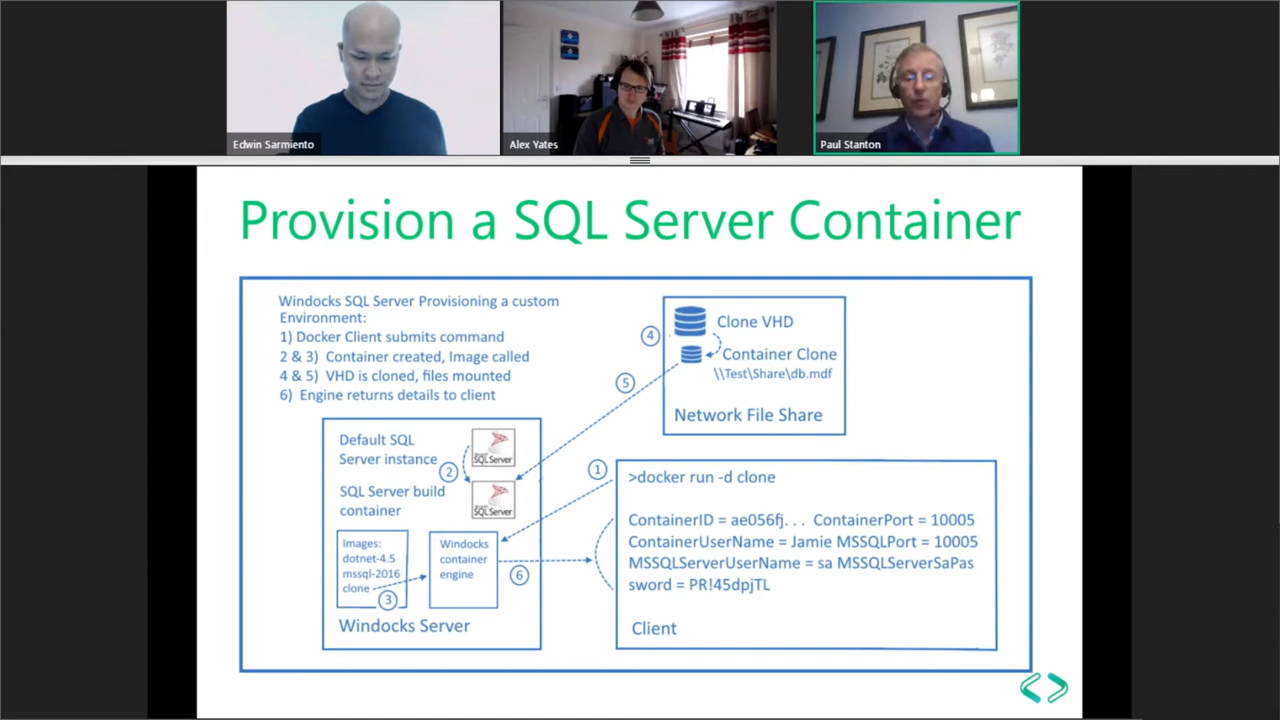 Edwin Sarmiento
Alex Yates
Paul Stanton
Provision a SQL Server Container
Windocks SQL Server Provisioning a custom
Environment:
1) Docker Client submits command
2 & 3) Container created, Image called
4 & 5) VHD is cloned, files mounted
6) Engine returns details to client
Clone VHD
4
Container Clone
\\Test\Share\db.mdf
5
Network File Share
Default SQL
Server instance
SQL Server
2
SQL Server build
container
SQL Server
Images:
dotnet-4.5
mssql-2016
clone
3
Windocks
container
engine
6
Windocks Server
1
>docker run -d clone
ContainerID = ae056fj. . . ContainerPort = 10005
ContainerUserName = Jamie MSSQLPort = 10005
MSSQLServerUserName = sa MSSQLServerSaPas
sword = PR!45dpjTL
Client